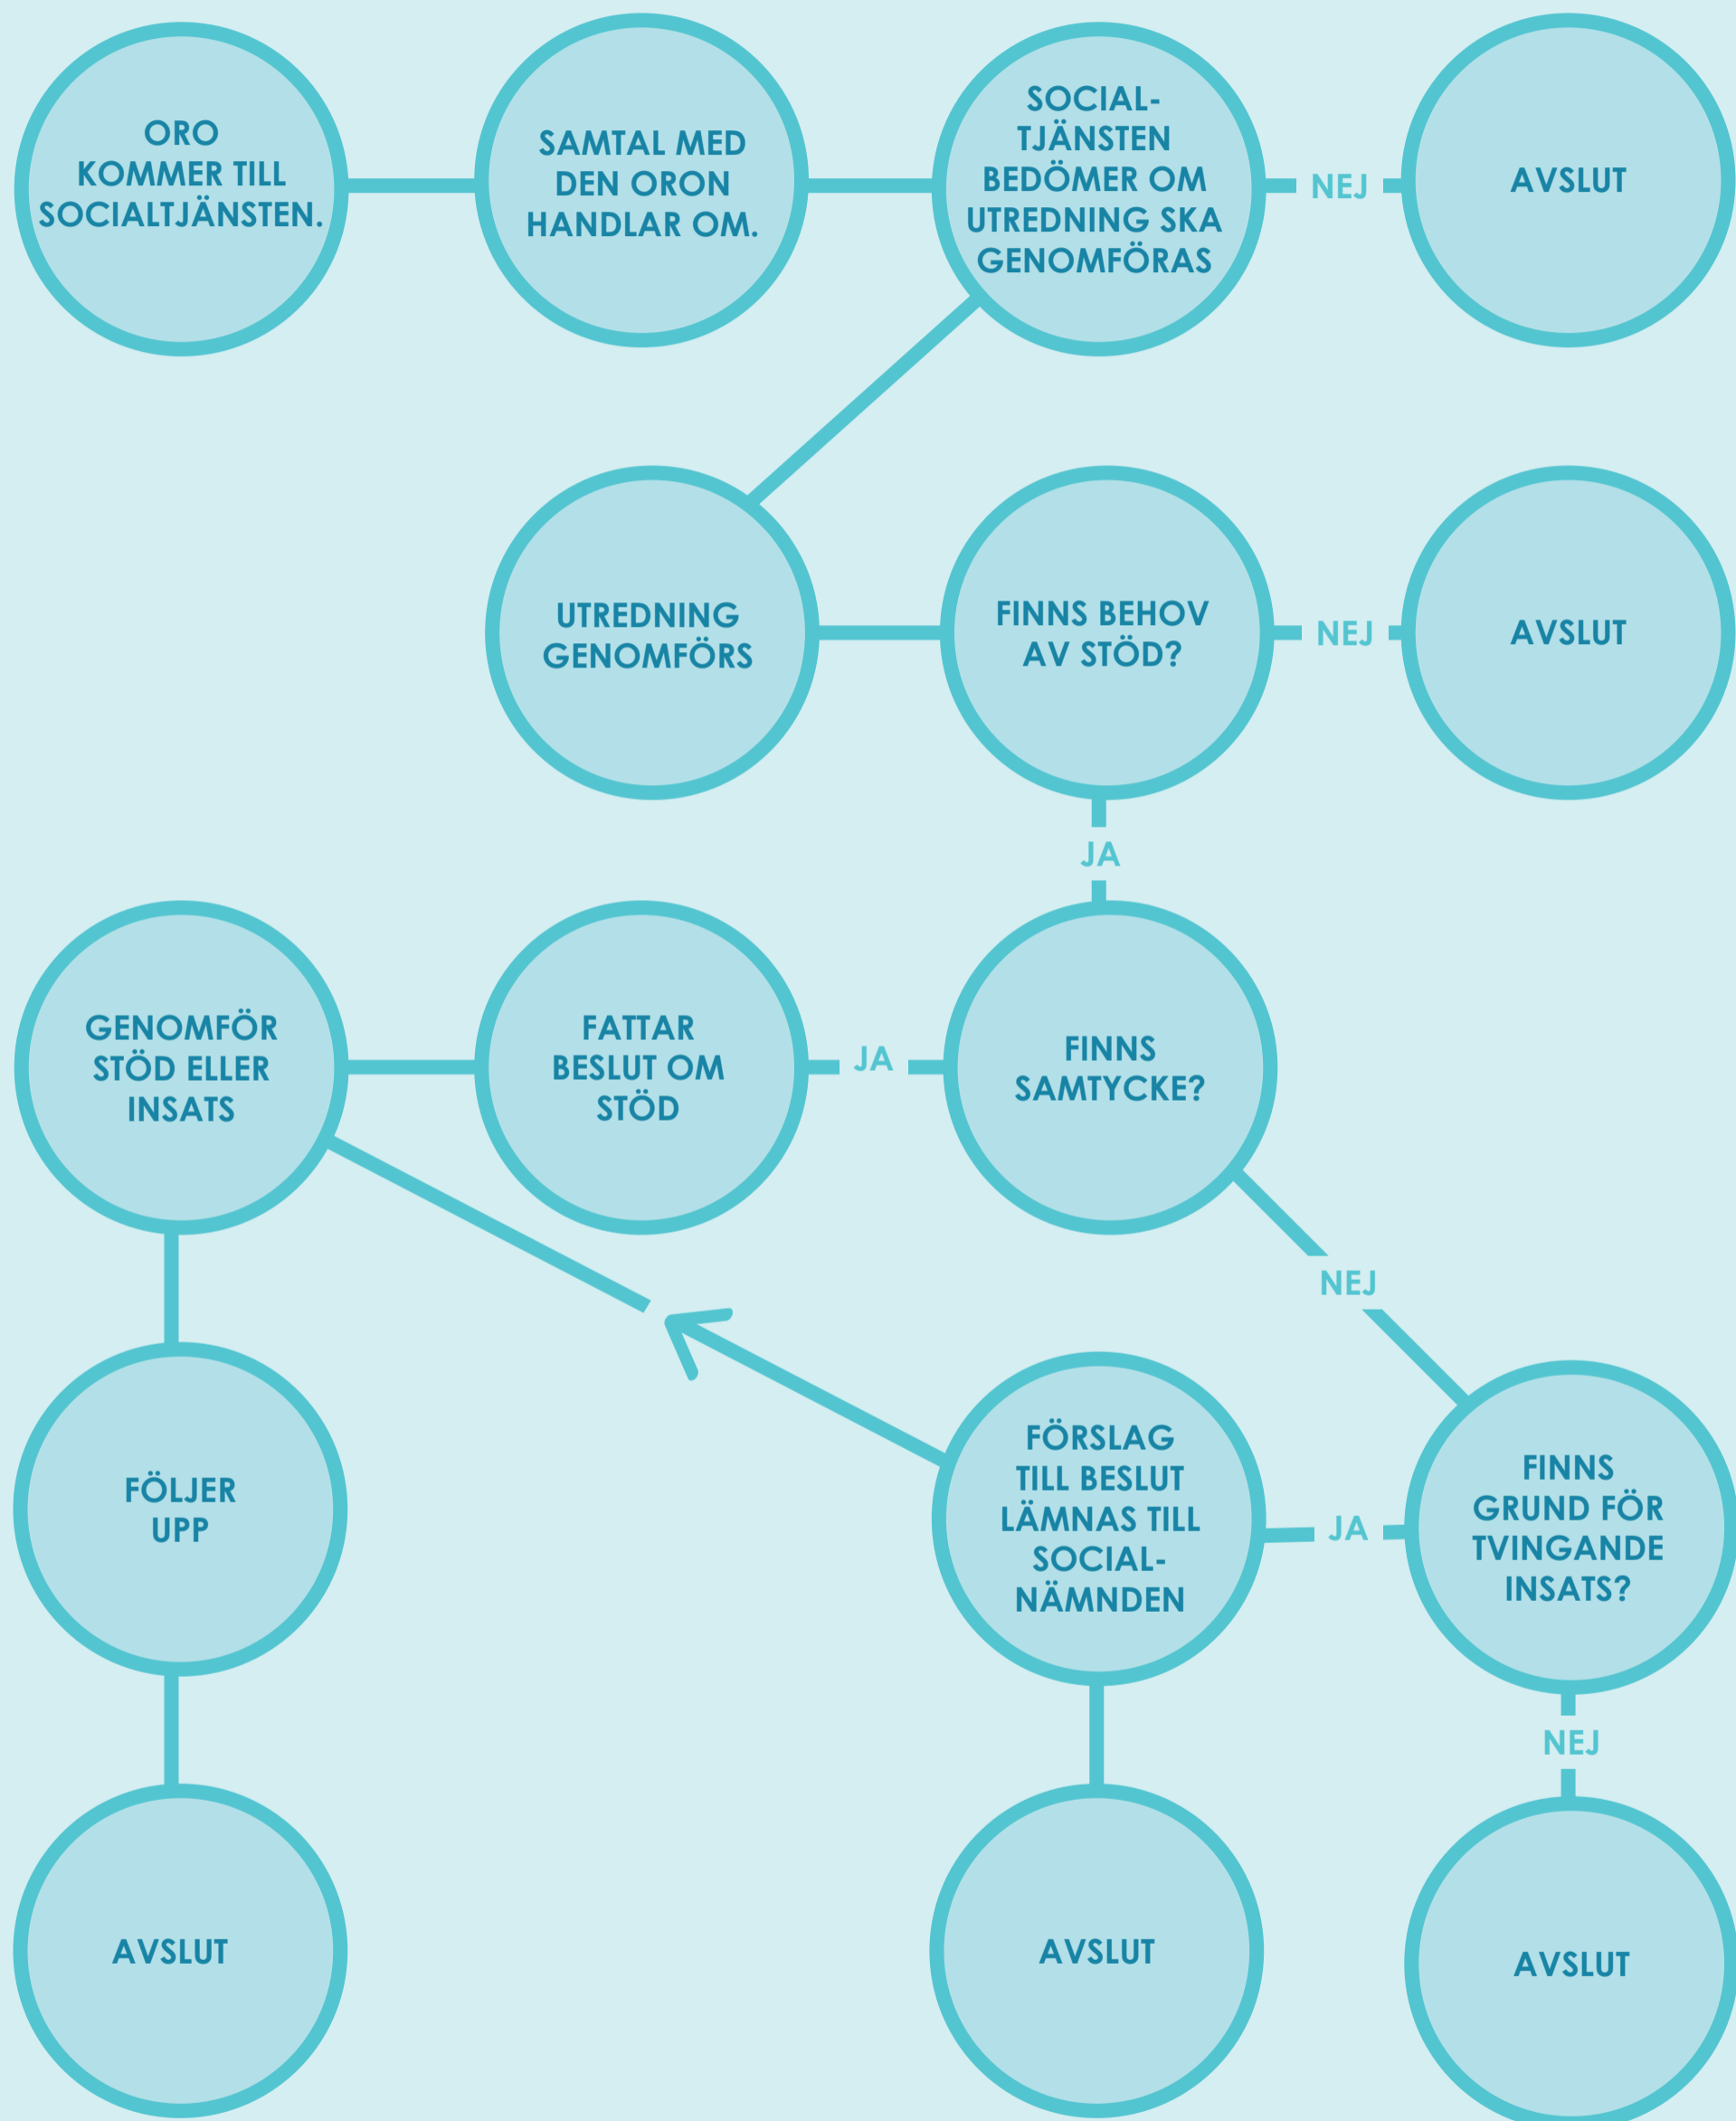 ORO
KOMMER TILL
SOCIALTJÄNSTEN.
SAMTAL MED
DEN ORON
HANDLAR OM.
SOCIAL-
TJÄNSTEN
BEDÖMER OM
UTREDNING SKA
GENOMFÖRAS
NEJ
AVSLUT
UTREDNING
GENOMFÖRS
FINNS BEHOV
AV STÖD?
NEJ
AVSLUT
JA
GENOMFÖR
STÖD ELLER
INSATS
FATTAR
BESLUT OM
STÖD
JA
FINNS
SAMTYCKE?
NEJ
FÖLJER
UPP
FÖRSLAG
TILL BESLUT
LÄMNAS TILL
SOCIAL-
NÄMNDEN
JA
FINNS
GRUND FÖR
TVINGANDE
INSATS?
NEJ
AVSLUT
AVSLUT
AVSLUT